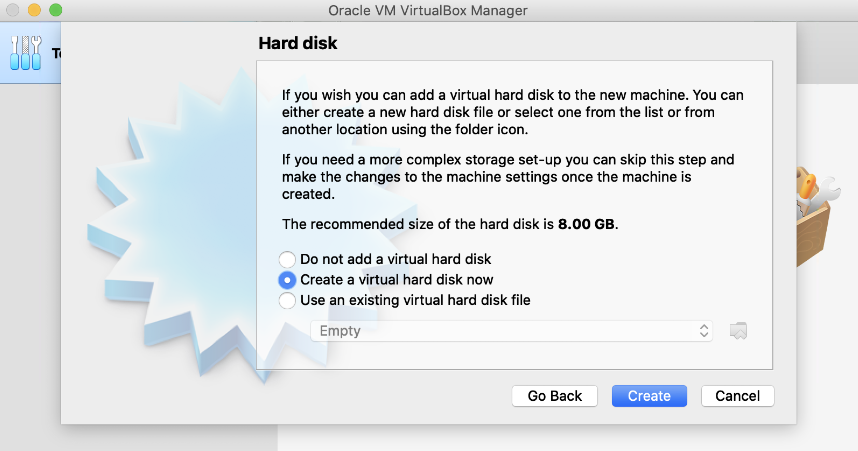 Oracle VM VirtualBox Manager
Hard disk
If you wish you can add a virtual hard disk to the new machine. You can
either create a new hard disk file or select one from the list or from
another location using the folder icon.
If you need a more complex storage set-up you can skip this step and
make the changes to the machine settings once the machine is
created.
The recommended size of the hard disk is 8.00 GB.
Do not add a virtual hard disk
Create a virtual hard disk now
Use an existing virtual hard disk file
Empty
Go Back
Create
Cancel